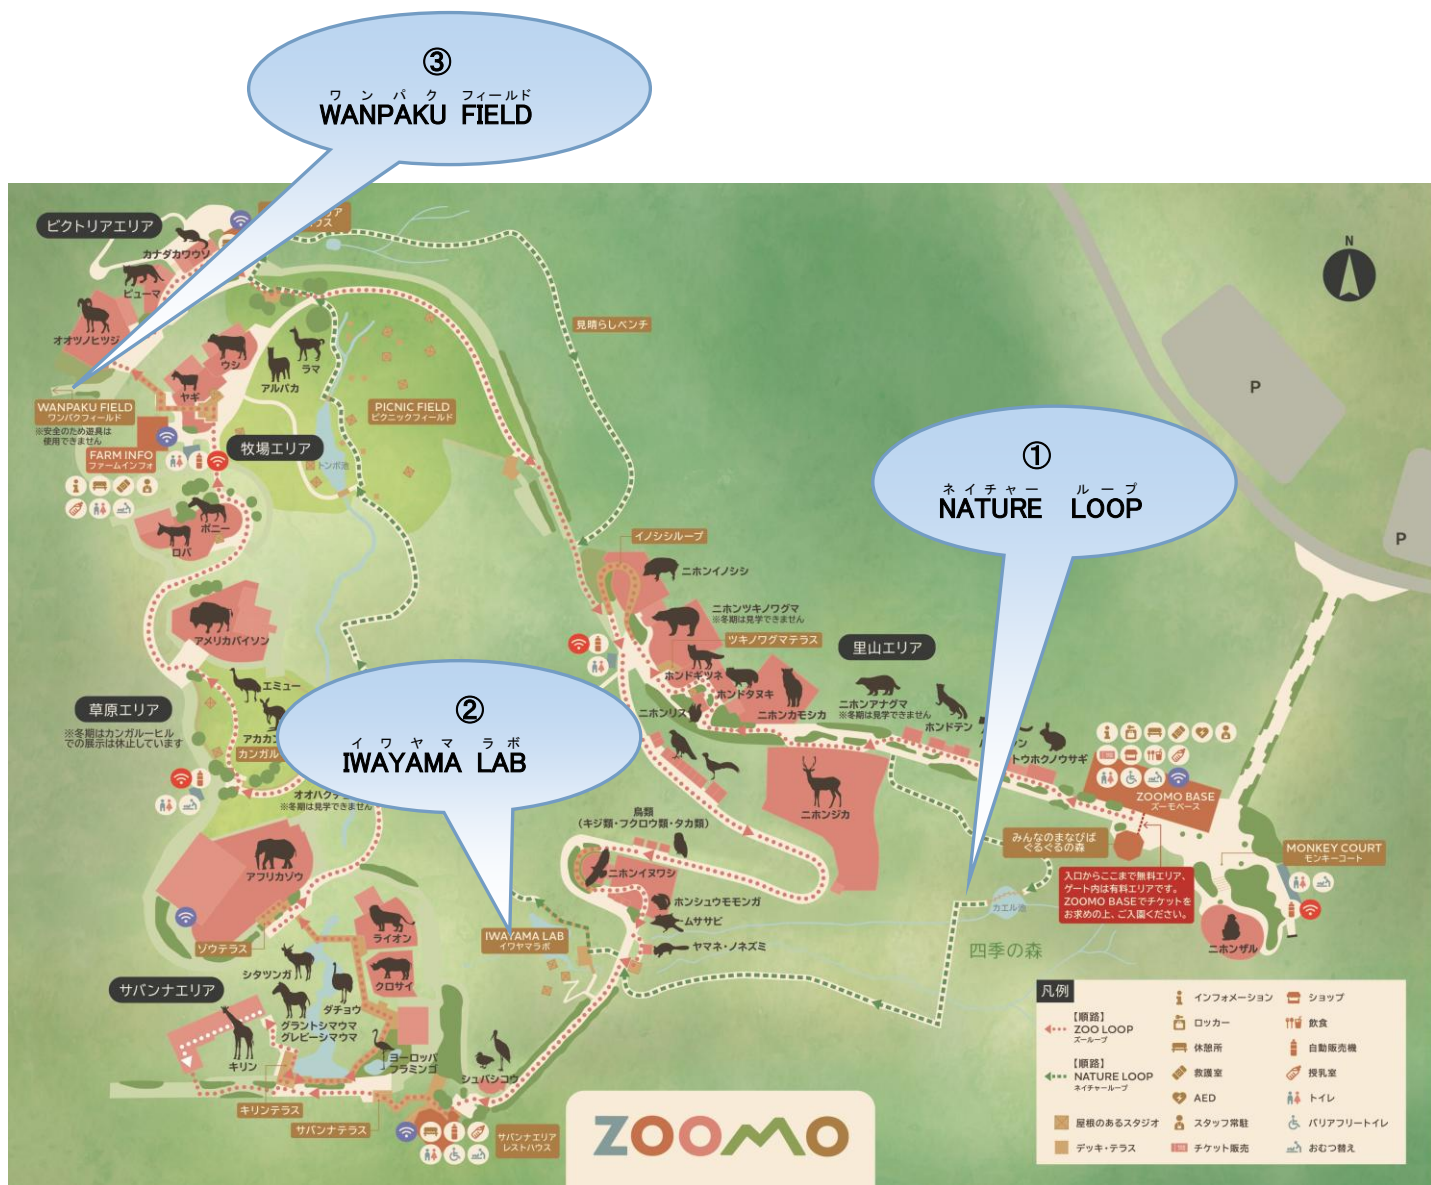 ③
ワンパク フィールド
WANPAKU FIELD
ビクトリアエリア
カナダカワウソ
ピューマ
オオツノヒツジ
ウシ
ヤギ
アルパカ
ラマ
見晴らしベンチ
N
P
P
WANPAKU FIELD
ワンパクフィールド
※安全のため遊具は
使用できません
FARM INFO
ファームインフォ
PICNIC FIELD
ピクニックフィールド
牧場エリア
トンボ池
ポニー
ロバ
①
ネイチャー ループ
NATURE LOOP
イノシシループ
ニホンイノシシ
ニホンツキノワグマ
※冬期は見学できません
ツキノワグマテラス
里山エリア
アメリカバイソン
エミュー
草原エリア
※冬期はカンガルーヒル
での展示は休止しています
②
イワヤマ ラボ
IWAYAMA LAB
※冬期は見学できません
ホンドギツネ
ホンドタヌキ
ニホンリス
ニホンカモシカ
ニホンアナグマ
※冬期は見学できません
ホンドテン
トウホクノウサギ
ニホンジカ
ZOOMO BASE
ズーモベース
みんなのまなびば
ぐるぐるの森
MONKEY COURT
モンキーコート
入口からここまで無料エリア、
ゲート内は有料エリアです。
ZOOMO BASEでチケットを
お求めの上、ご入園ください。
ニホンザル
鳥類
（キジ類・フクロウ類・タカ類）
ニホンイヌワシ
ホンシュウモモンガ
ムササビ
ヤマネ・ノネズミ
カエル池
四季の森
アフリカゾウ
ゾウテラス
ライオン
クロサイ
シタツンガ
ダチョウ
グラントシマウマ
グレビーシマウマ
サバンナエリア
キリン
ヨーロッパ
フラミンゴ
シュバシコウ
キリンテラス
サバンナテラス
サバンナエリア
レストハウス
IWAYAMA LAB
イワヤマラボ
ZOOMO
凡例
【順路】
ZOO LOOP
ズーループ
【順路】
NATURE LOOP
ネイチャーループ
屋根のあるスタジオ
デッキ・テラス
インフォメーション
ロッカー
休憩所
救護室
AED
スタッフ常駐
チケット販売
ショップ
飲食
自動販売機
授乳室
トイレ
バリアフリートイレ
おむつ替え